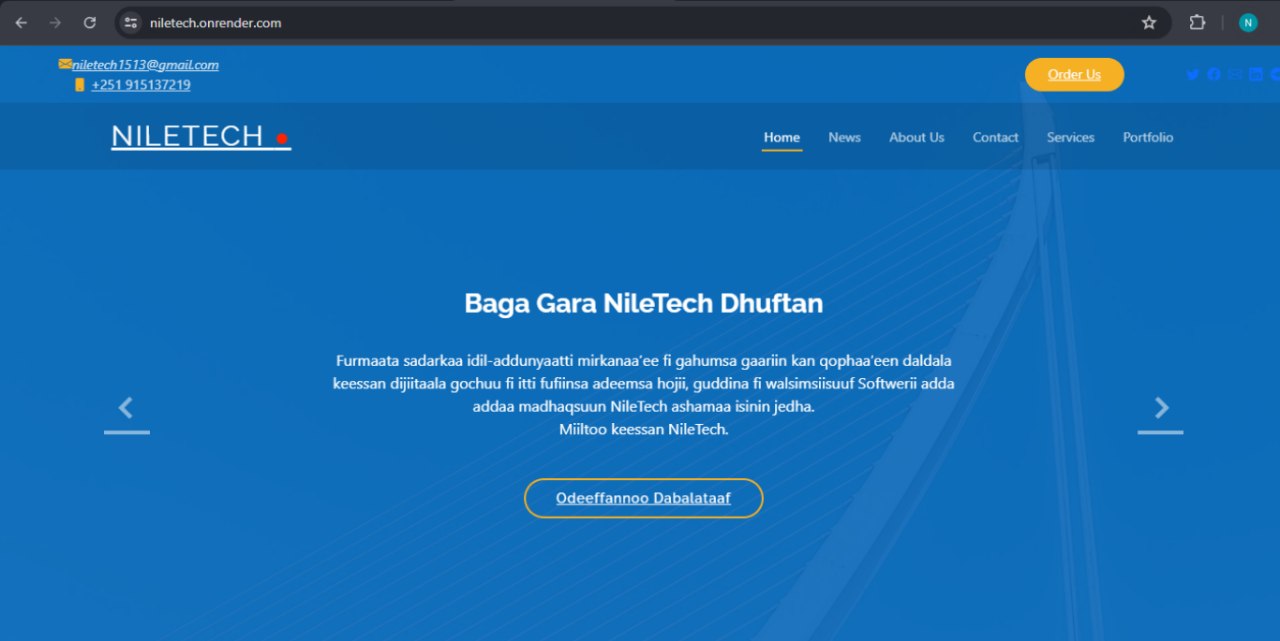 niletech.onrender.com
N
niletech1513@gmail.com
+251 915137219
Order Us
NILETECH
Home News About Us Contact Services Portfolio
Baga Gara NileTech Dhuftan
Furmaata sadarkaa idil-addunyaatti mirkanaa’ee fi gahumsa gaariin kan qophaa’een daldala
keessan dijiitaala gochuu fi itti fufiinsa adeemsa hojii, guddina fi walsimsiisuuf Softwerii adda
addaa madhaqsuun NileTech ashamaa isinin jedha.
Miiltoo keessan NileTech.
Odeeffannoo Dabalataaf